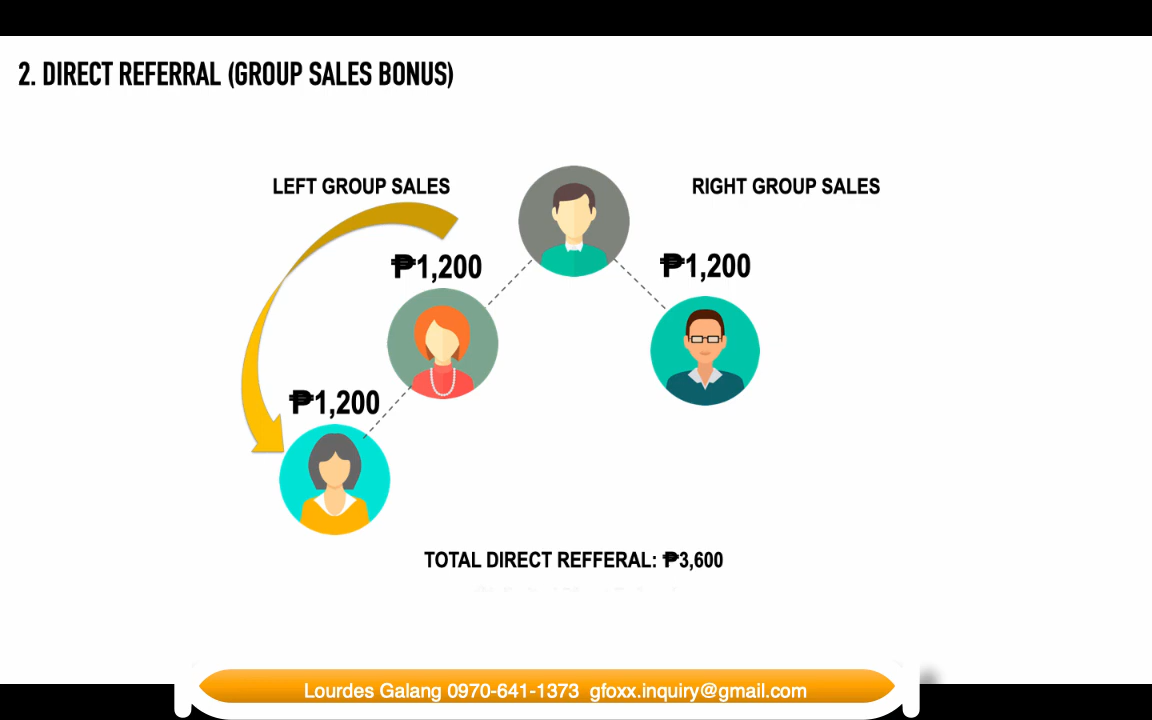 2. DIRECT REFERRAL (GROUP SALES BONUS)
LEFT GROUP SALES
RIGHT GROUP SALES
₱1,200
₱1,200
₱1,200
TOTAL DIRECT REFFERAL: ₱3,600
Lourdes Galang 0970-641-1373 gfoxx.inquiry@gmail.com